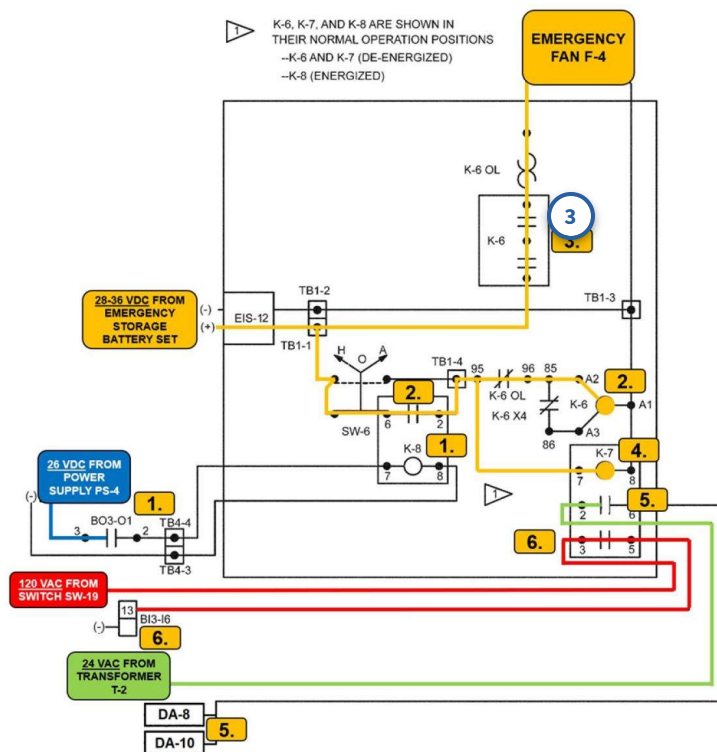 1
K-6, K-7, AND K-8 ARE SHOWN IN
THEIR NORMAL OPERATION POSITIONS
--K-6 AND K-7 (DE-ENERGIZED)
--K-8 (ENERGIZED)
EMERGENCY
FAN F-4
K-6 OL
3
3.
K-6
28-36 VDC FROM
EMERGENCY
STORAGE
BATTERY SET
(-)
(+)
EIS-12
TB1-2
TB1-1
TB1-3
H
O
A
TB1-4
95
96
85
A2
2.
K-6 OL
K-6
A1
K-6 X4
A3
86
2.
6
2
SW-6
1.
K-8
7
8
4.
K-7
7
8
1
26 VDC FROM
POWER
SUPPLY PS-4
(-)
1.
3
BO3-O1
2
TB4-4
TB4-3
5.
2
6
6.
3
5
120 VAC FROM
SWITCH SW-19
13
(-)
BI3-I6
6.
24 VAC FROM
TRANSFORMER
T-2
DA-8
5.
DA-10